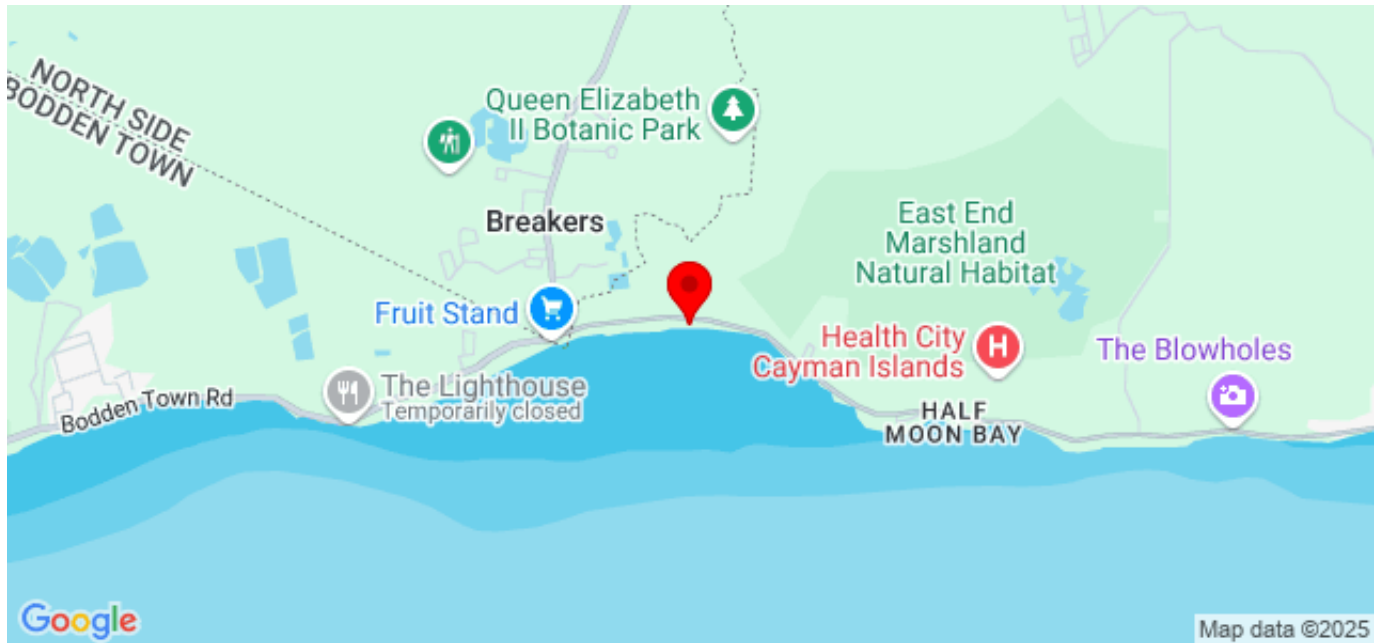 NORTH SIDE
BODDEN TOWN
Queen Elizabeth
II Botanic Park
Breakers
East End
Marshland
Natural Habitat
Fruit Stand
Health City
Cayman Islands
H
The Blowholes
The Lighthouse
Temporarily closed
Bodden Town Rd
HALF
MOON BAY
Google
Map data ©2025